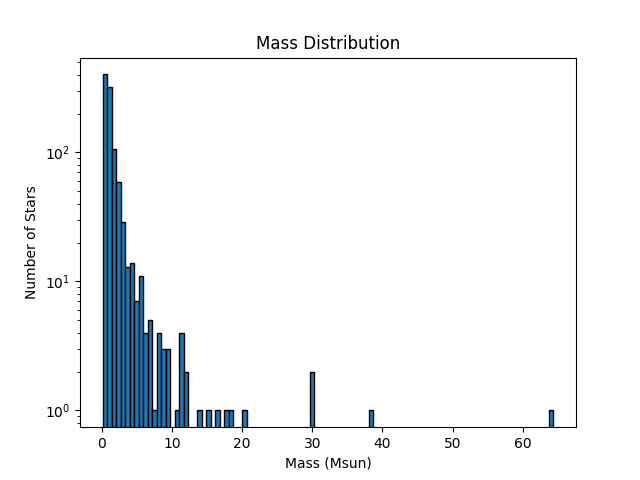 Mass Distribution
Number of Stars
10²
10¹
10⁰
0 10 20 30 40 50 60
Mass (Msun)